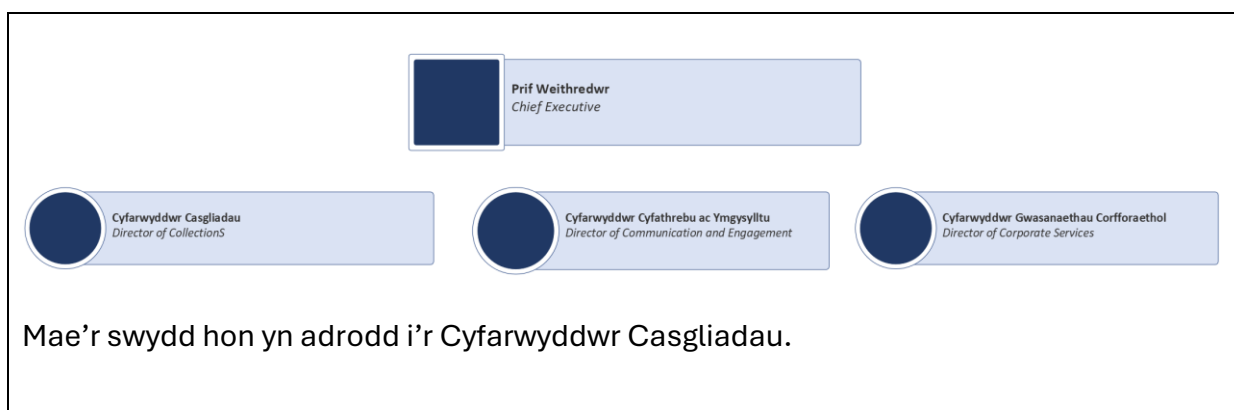 Prif Weithredwr
Chief Executive
Cyfarwyddwr Casgliadau
Director of CollectionS
Cyfarwyddwr Cyfathrebu ac Ymgysylltu
Director of Communication and Engagement
Cyfarwyddwr Gwasanaethau Corfforaethol
Director of Corporate Services
Mae’r swydd hon yn adrodd i’r Cyfarwyddwr Casgliadau.